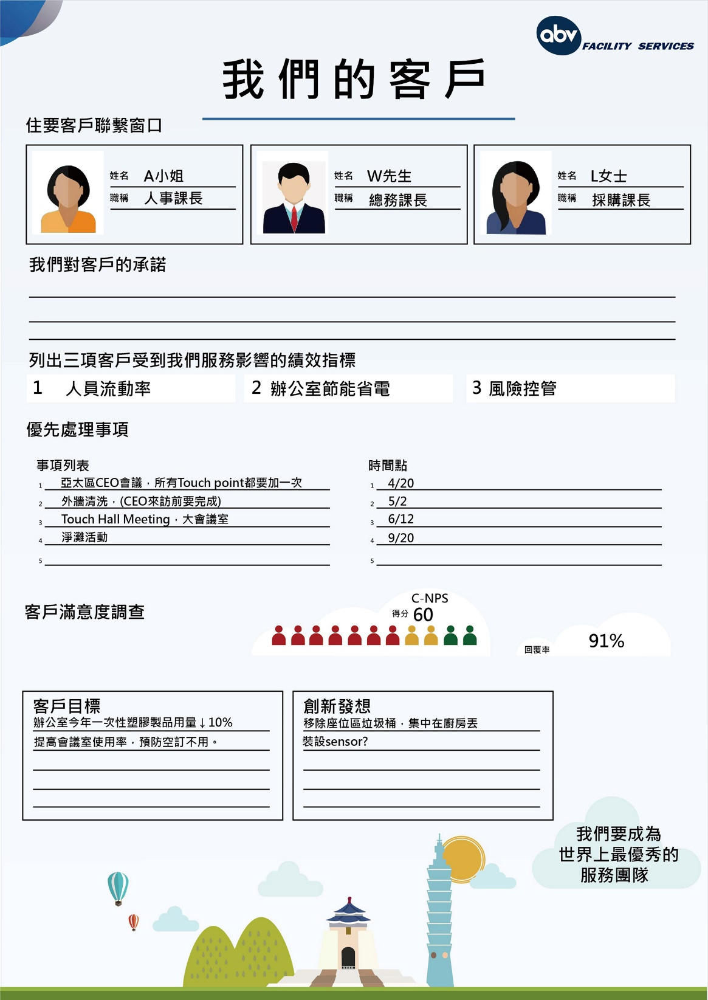 abv
FACILITY SERVICES
我們的客戶
住要客戶聯繫窗口
姓名 A小姐
職稱 人事課長
姓名 W先生
職稱 總務課長
姓名 L女士
職稱 採購課長
我們對客戶的承諾
列出三項客戶受到我們服務影響的績效指標
1 人員流動率
2 辦公室節能省電
3 風險控管
優先處理事項
事項列表
1 亞太區CEO會議，所有Touch point都要加一次
2 外牆清洗，(CEO來訪前要完成)
3 Touch Hall Meeting，大會議室
4 淨灘活動
5
時間點
1 4/20
2 5/2
3 6/12
4 9/20
5
客戶滿意度調查
C-NPS
得分 60
回覆率 91%
客戶目標
辦公室今年一次性塑膠製品用量↓10%
提高會議室使用率，預防空訂不用。
創新發想
移除座位區垃圾桶，集中在廚房丟
裝設sensor?
我們要成為
世界上最優秀的
服務團隊